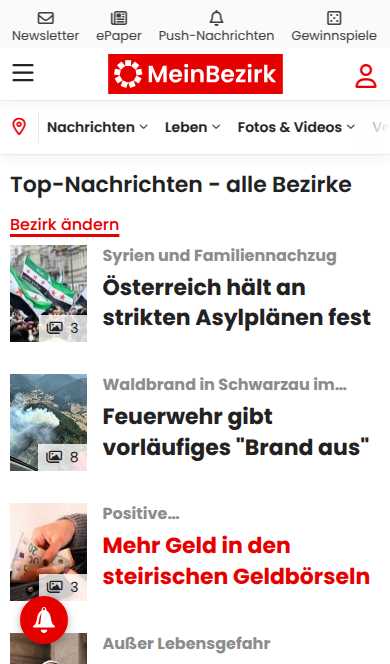 Newsletter ePaper Push-Nachrichten Gewinnspiele
MeinBezirk
Nachrichten Leben Fotos & Videos
Top-Nachrichten - alle Bezirke
Bezirk ändern
Syrien und Familiennachzug
Österreich hält an
strikten Asylplänen fest
3
Waldbrand in Schwarzau im...
Feuerwehr gibt
vorläufiges "Brand aus"
8
Positive...
Mehr Geld in den
steirischen Geldbörseln
3
Außer Lebensgefahr